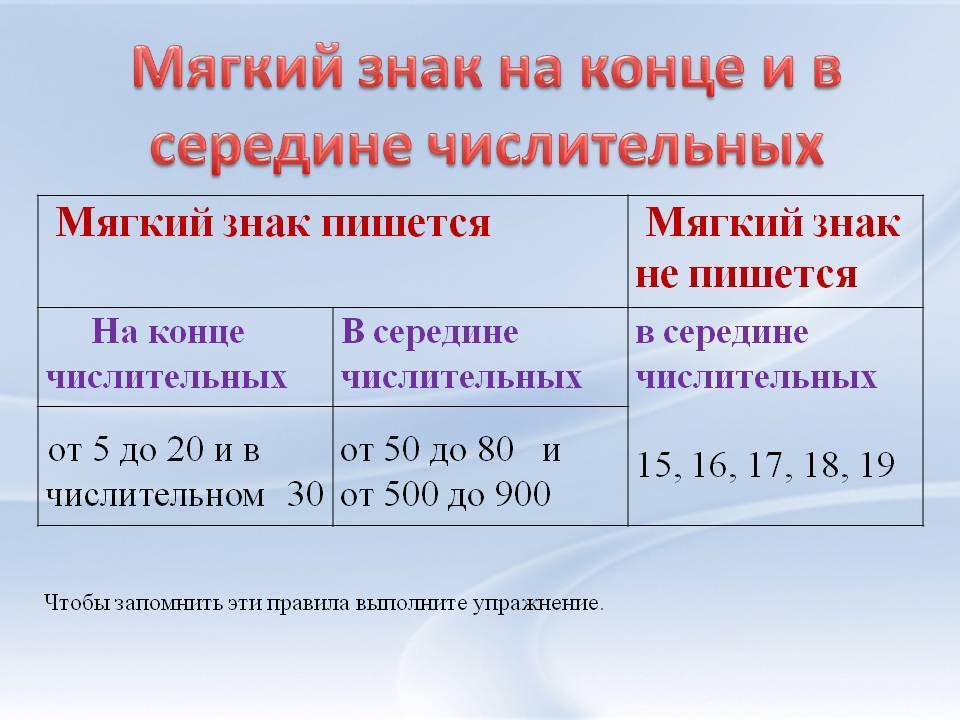 Мягкий знак на конце и в
середине числительных
Мягкий знак пишется
Мягкий знак
не пишется
На конце
числительных
В середине
числительных
в середине
числительных
от 5 до 20 и в
числительном 30
от 50 до 80 и
от 500 до 900
15, 16, 17, 18, 19
Чтобы запомнить эти правила выполните упражнение.